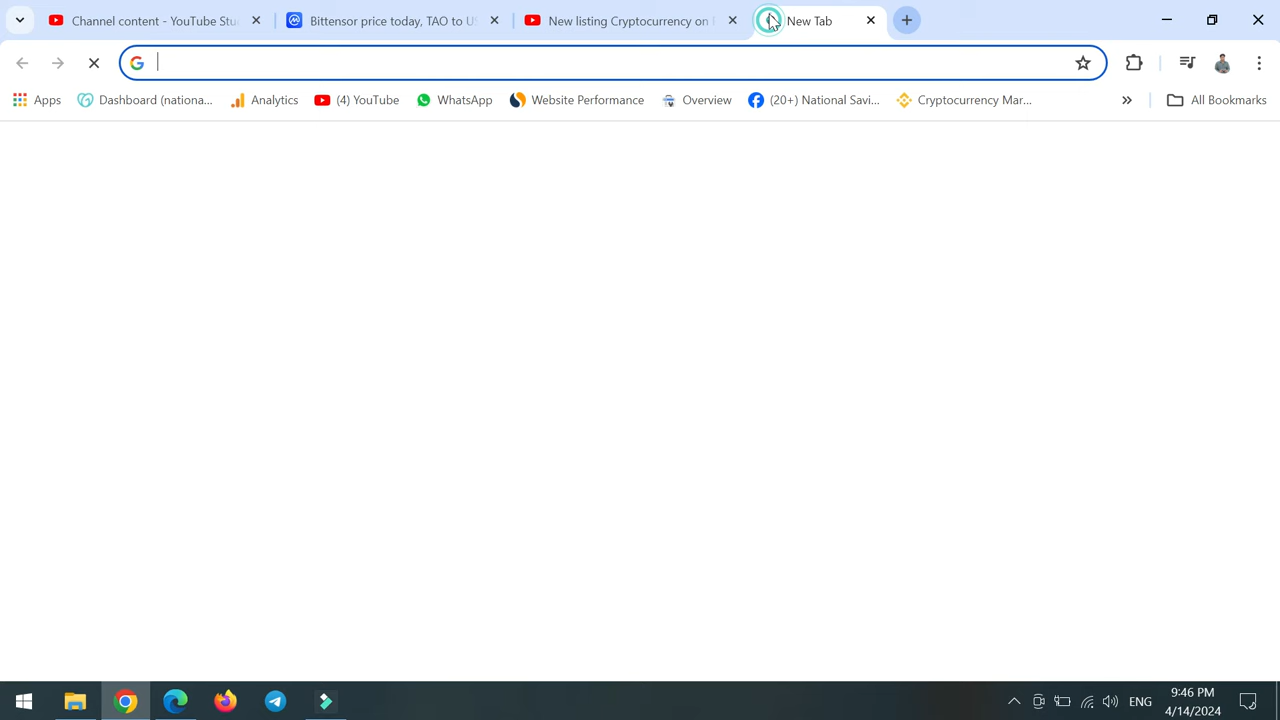 Channel content - YouTube Stu
Bittensor price today, TAO to U
New listing Cryptocurrency on
New Tab
Apps
Dashboard (nationa...
Analytics
(4) YouTube
WhatsApp
Website Performance
Overview
(20+) National Savi...
Cryptocurrency Mar...
All Bookmarks
ENG
9:46 PM
4/14/2024